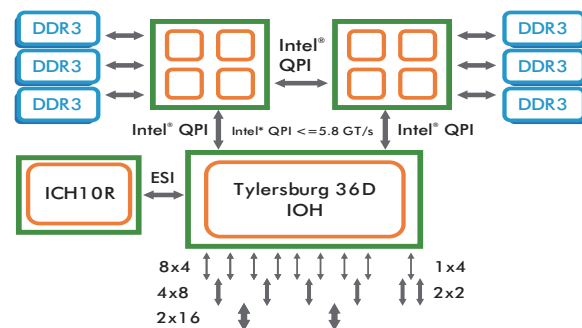 DDR3
DDR3
DDR3
Intel® QPI
DDR3
DDR3
DDR3
Intel® QPI
Intel* QPI <=5.8 GT/s
Intel® QPI
ICH10R
ESI
Tylersburg 36D
IOH
8x4
1x4
4x8
2x2
2x16